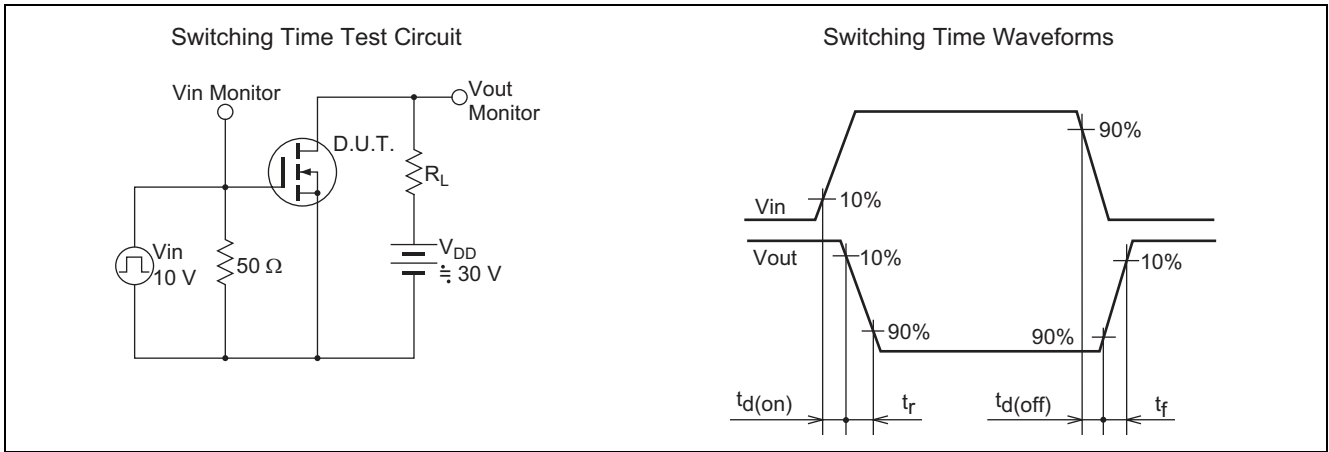 Switching Time Test Circuit
Vin Monitor
Vout
Monitor
D.U.T.
RL
Vin
10 V
50 Ω
VDD
≒ 30 V
Switching Time Waveforms
Vin
10%
90%
Vout
10%
90%
90%
10%
td(on)
tr
td(off)
tf